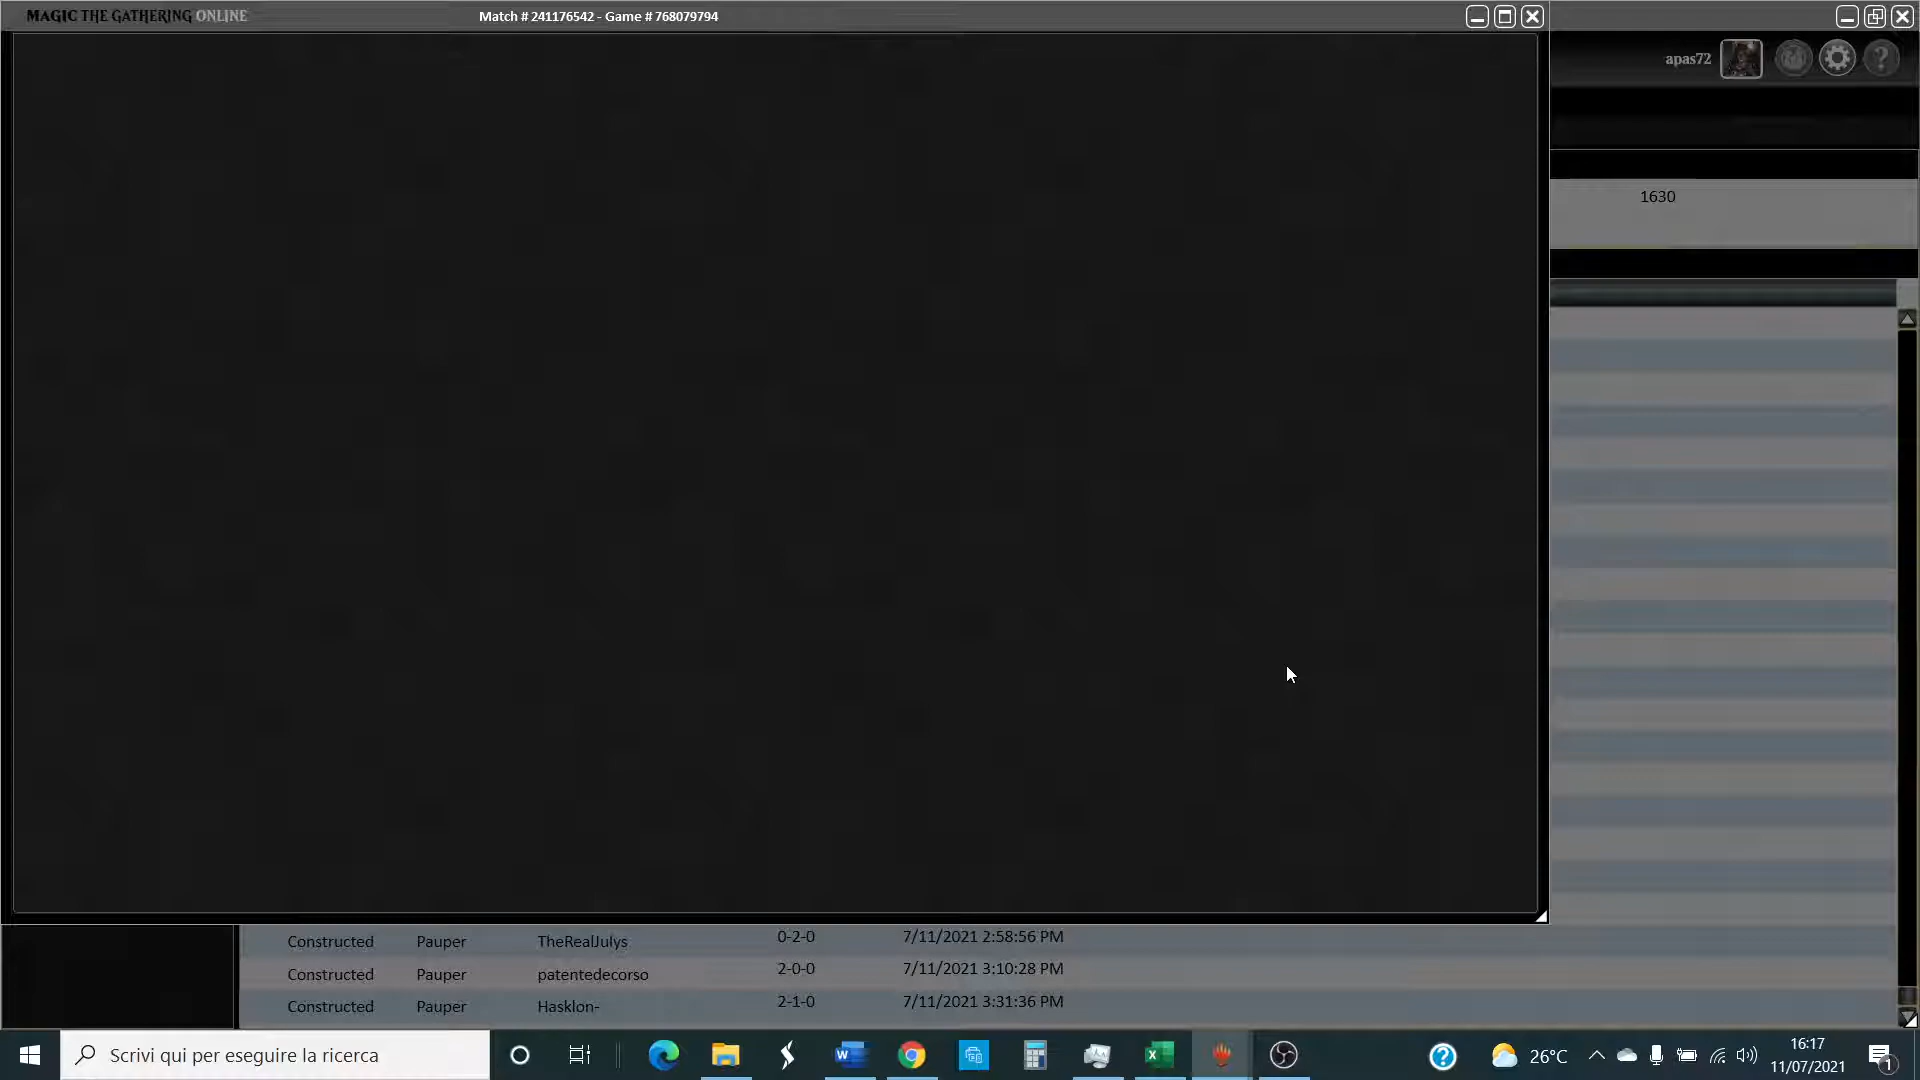 MAGIC THE GATHERING ONLINE
Match # 241176542 - Game # 768079794
apas72
1630
Constructed Pauper TheRealJulys 0-2-0 7/11/2021 2:58:56 PM
Constructed Pauper patentedecorso 2-0-0 7/11/2021 3:10:28 PM
Constructed Pauper Hasklon- 2-1-0 7/11/2021 3:31:36 PM
Scrivi qui per eseguire la ricerca
26°C
16:17
11/07/2021
1